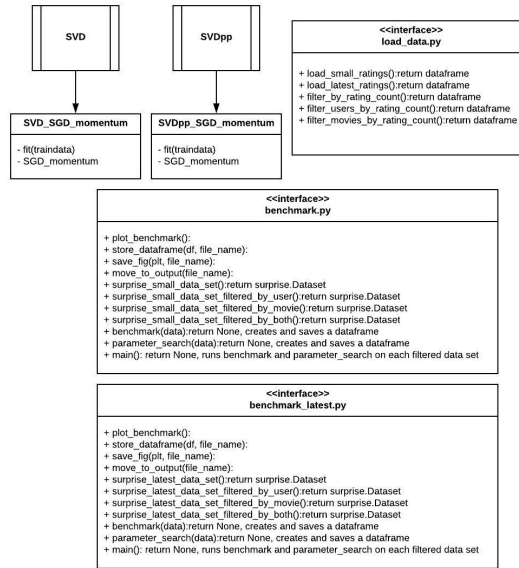 SVD
SVDpp
SVD_SGD_momentum
- fit(traindata)
- SGD_momentum
SVDpp_SGD_momentum
- fit(traindata)
- SGD_momentum
<<interface>>
load_data.py
+ load_small_ratings():return dataframe
+ load_latest_ratings():return dataframe
+ filter_by_rating_count():return dataframe
+ filter_users_by_rating_count():return dataframe
+ filter_movies_by_rating_count():return dataframe
<<interface>>
benchmark.py
+ plot_benchmark():
+ store_dataframe(df, file_name):
+ save_fig(plt, file_name):
+ move_to_output(file_name):
+ surprise_small_data_set():return surprise.Dataset
+ surprise_small_data_set_filtered_by_user():return surprise.Dataset
+ surprise_small_data_set_filtered_by_movie():return surprise.Dataset
+ surprise_small_data_set_filtered_by_both():return surprise.Dataset
+ benchmark(data):return None, creates and saves a dataframe
+ parameter_search(data):return None, creates and saves a dataframe
+ main(): return None, runs benchmark and parameter_search on each filtered data set
<<interface>>
benchmark_latest.py
+ plot_benchmark():
+ store_dataframe(df, file_name):
+ save_fig(plt, file_name):
+ move_to_output(file_name):
+ surprise_latest_data_set():return surprise.Dataset
+ surprise_latest_data_set_filtered_by_user():return surprise.Dataset
+ surprise_latest_data_set_filtered_by_movie():return surprise.Dataset
+ surprise_latest_data_set_filtered_by_both():return surprise.Dataset
+ benchmark(data):return None, creates and saves a dataframe
+ parameter_search(data):return None, creates and saves a dataframe
+ main(): return None, runs benchmark and parameter_search on each filtered data set